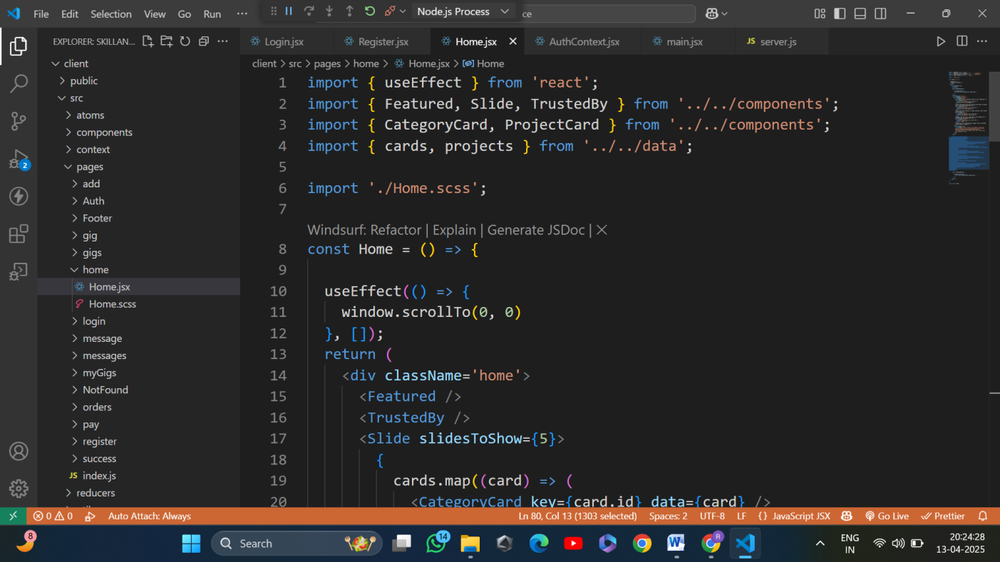 File Edit Selection View Go Run ··· Node.js Process ce
EXPLORER: SKILLAN...
client
public
src
atoms
components
context
pages
add
Auth
Footer
gig
gigs
home
Home.jsx
Home.scss
login
message
messages
myGigs
NotFound
orders
pay
register
success
JS index.js
reducers
2
Login.jsx Register.jsx Home.jsx AuthContext.jsx main.jsx JS server.js
client > src > pages > home > Home.jsx > Home
1 import { useEffect } from 'react';
2 import { Featured, Slide, TrustedBy } from '../../components';
3 import { CategoryCard, ProjectCard } from '../../components';
4 import { cards, projects } from '../../data';
5
6 import './Home.scss';
7
Windsurf: Refactor | Explain | Generate JSDoc | ×
8 const Home = () => {
9
10 useEffect(() => {
11 window.scrollTo(0, 0)
12 }, []);
13 return (
14 <div className='home'>
15 <Featured />
16 <TrustedBy />
17 <Slide slidesToShow={5}>
18 {
19 cards.map((card) => (
20 <CategoryCard key={card.id} data={card} />
0 0 Auto Attach: Always Ln 80, Col 13 (1303 selected) Spaces: 2 UTF-8 LF {} JavaScript JSX Go Live Prettier
8 Search 14 R ENG
IN
20:24:28
13-04-2025